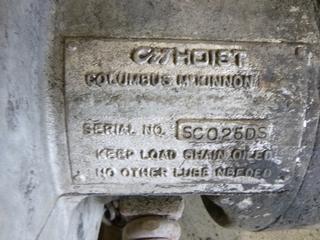 CM HOIST
COLUMBUS McKINNON
SERIAL NO. SC025DS
KEEP LOAD CHAIN OILED
NO OTHER LUBE NEEDED